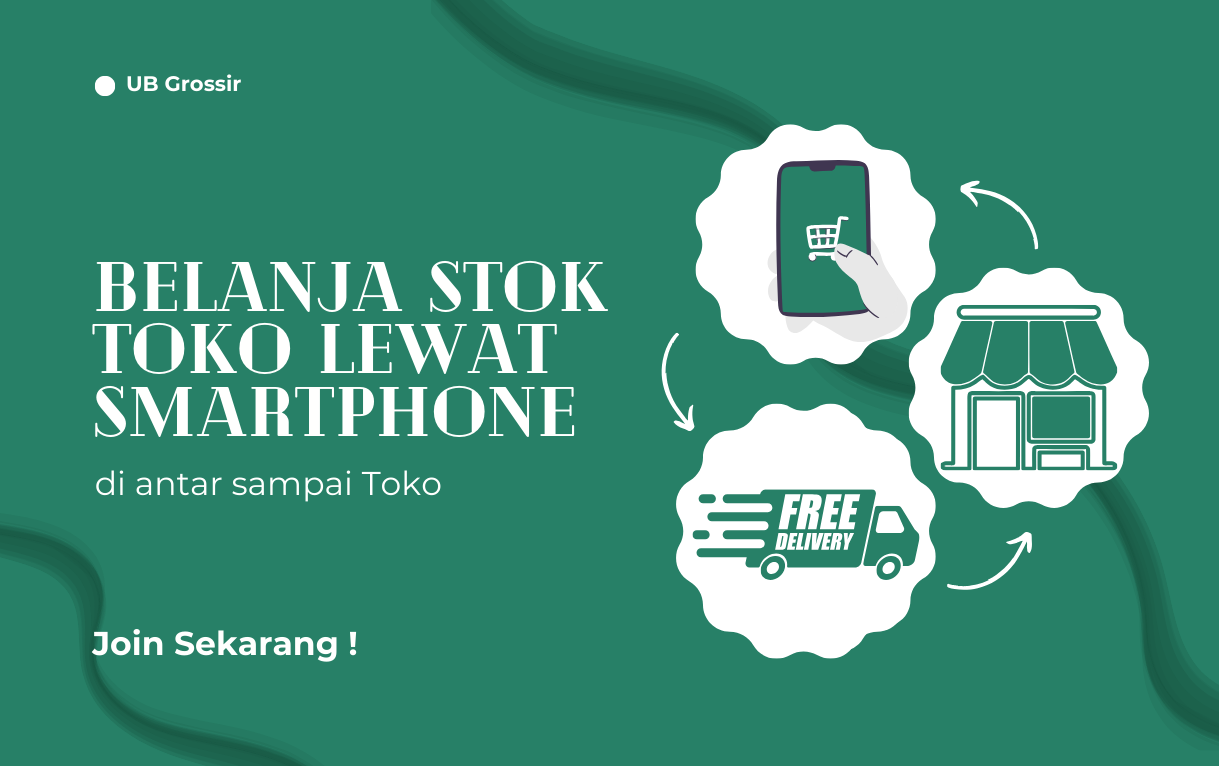 UB Grossir
BELANJA STOK
TOKO LEWAT
SMARTPHONE
di antar sampai Toko
FREE
DELIVERY
Join Sekarang !